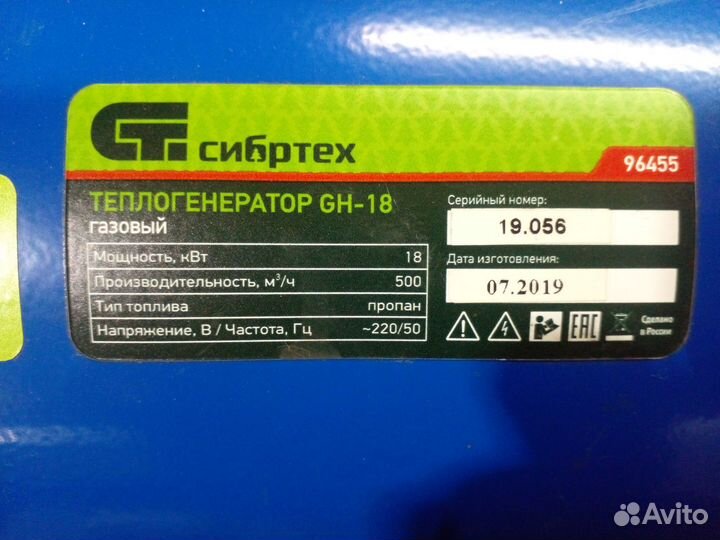 СТ сибртех
96455
ТЕПЛОГЕНЕРАТОР GH-18
газовый
Мощность, кВт 18
Производительность, м³/ч 500
Тип топлива пропан
Напряжение, В / Частота, Гц ~220/50
Серийный номер:
19.056
Дата изготовления:
07.2019
EAC
Сделано
в России
Avito